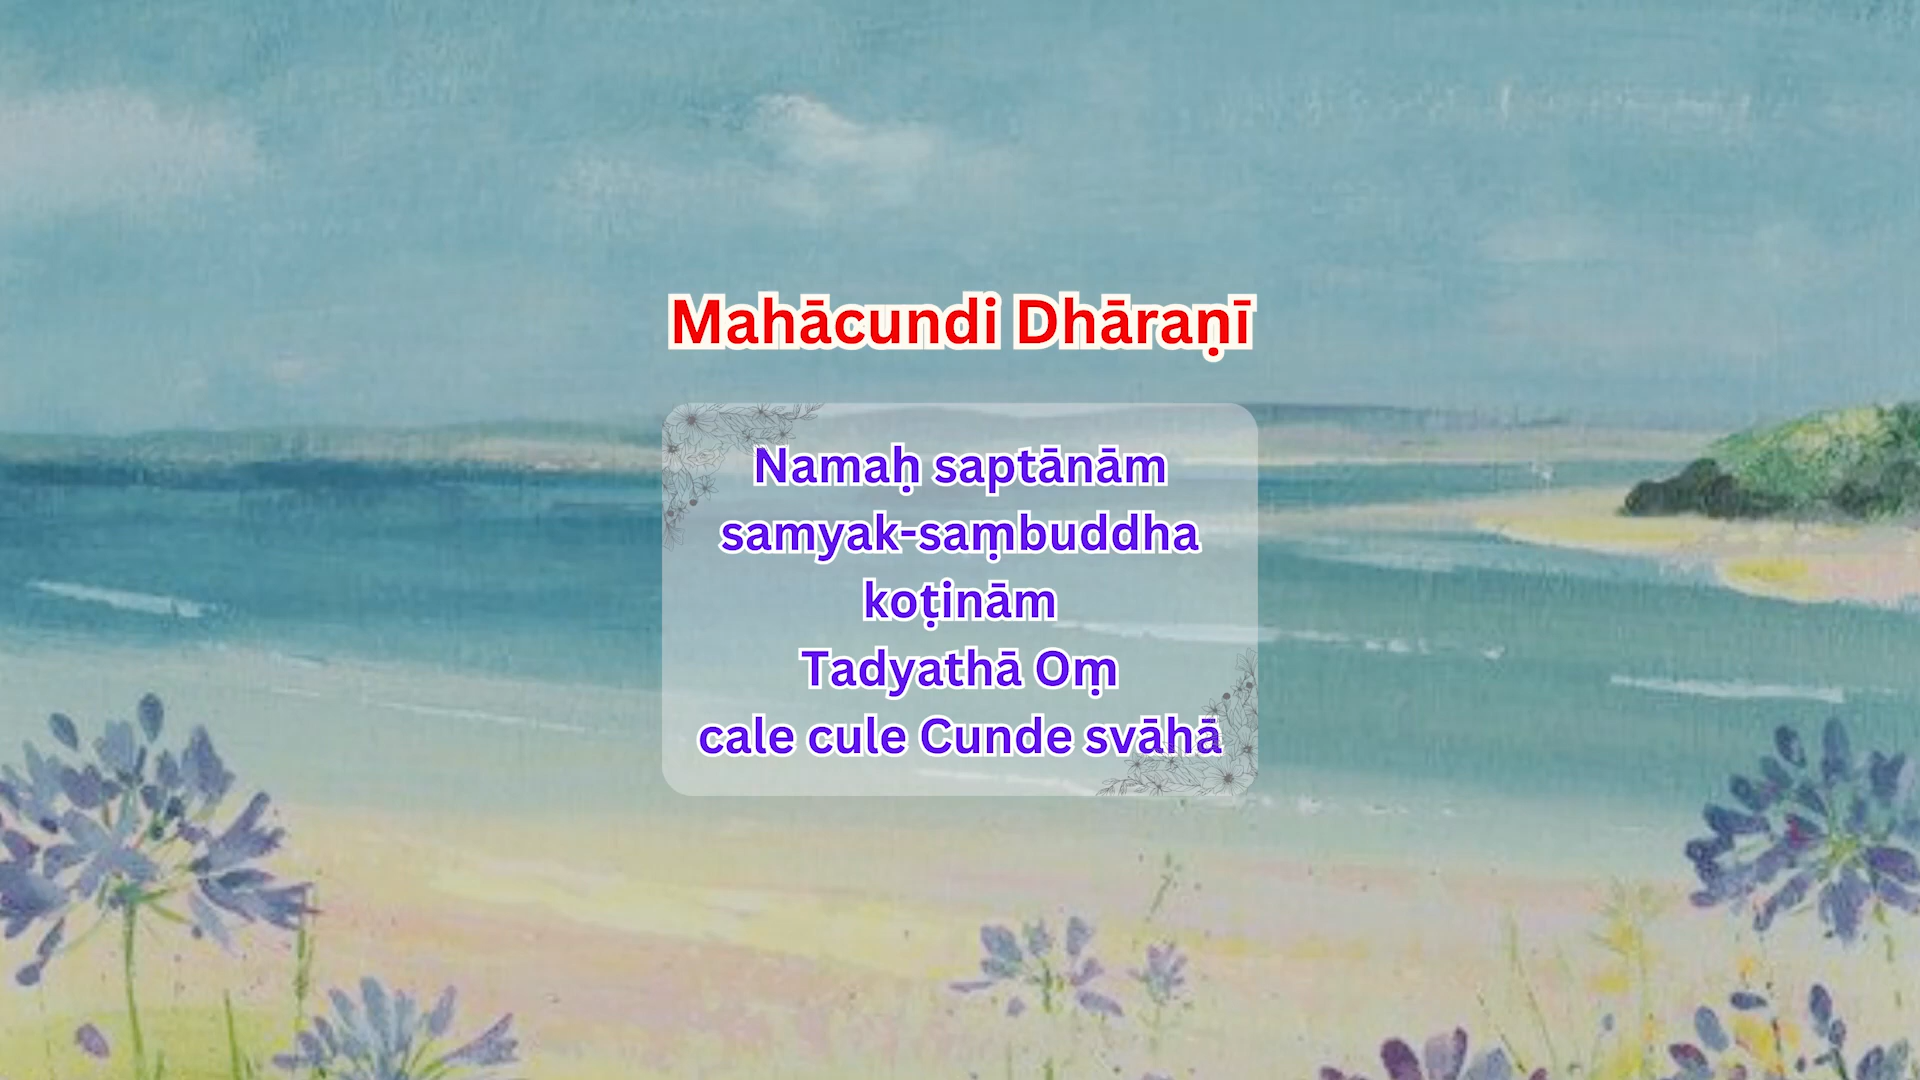 Mahācundi Dhāraṇī
Namaḥ saptānām
samyak-saṃbuddha
koṭinām
Tadyathā Oṃ
cale cule Cunde svāhā